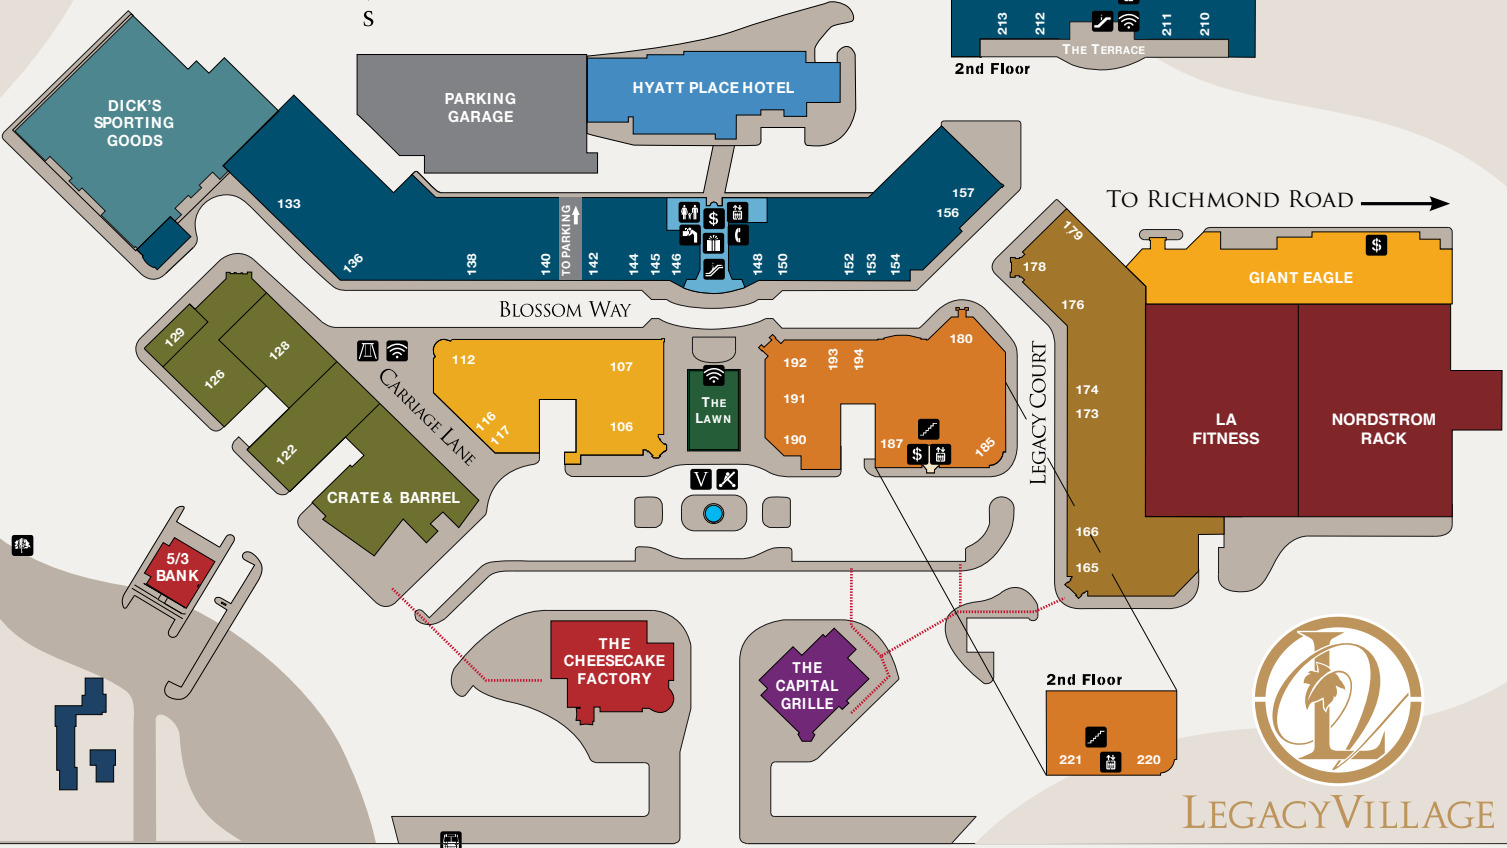 S
213
212
211
210
THE TERRACE
2nd Floor
DICK'S
SPORTING
GOODS
PARKING
GARAGE
HYATT PLACE HOTEL
133
136
138
140
TO PARKING
142
144
145
146
$
148
150
152
153
154
156
157
TO RICHMOND ROAD
179
178
176
174
173
166
165
$
GIANT EAGLE
LA
FITNESS
NORDSTROM
RACK
BLOSSOM WAY
129
128
126
122
CRATE & BARREL
CARRIAGE LANE
112
107
116
117
106
THE
LAWN
V
192
193
194
180
191
190
187
$
185
LEGACY COURT
5/3
BANK
THE
CHEESECAKE
FACTORY
THE
CAPITAL
GRILLE
2nd Floor
221
220
LV
LEGACYVILLAGE